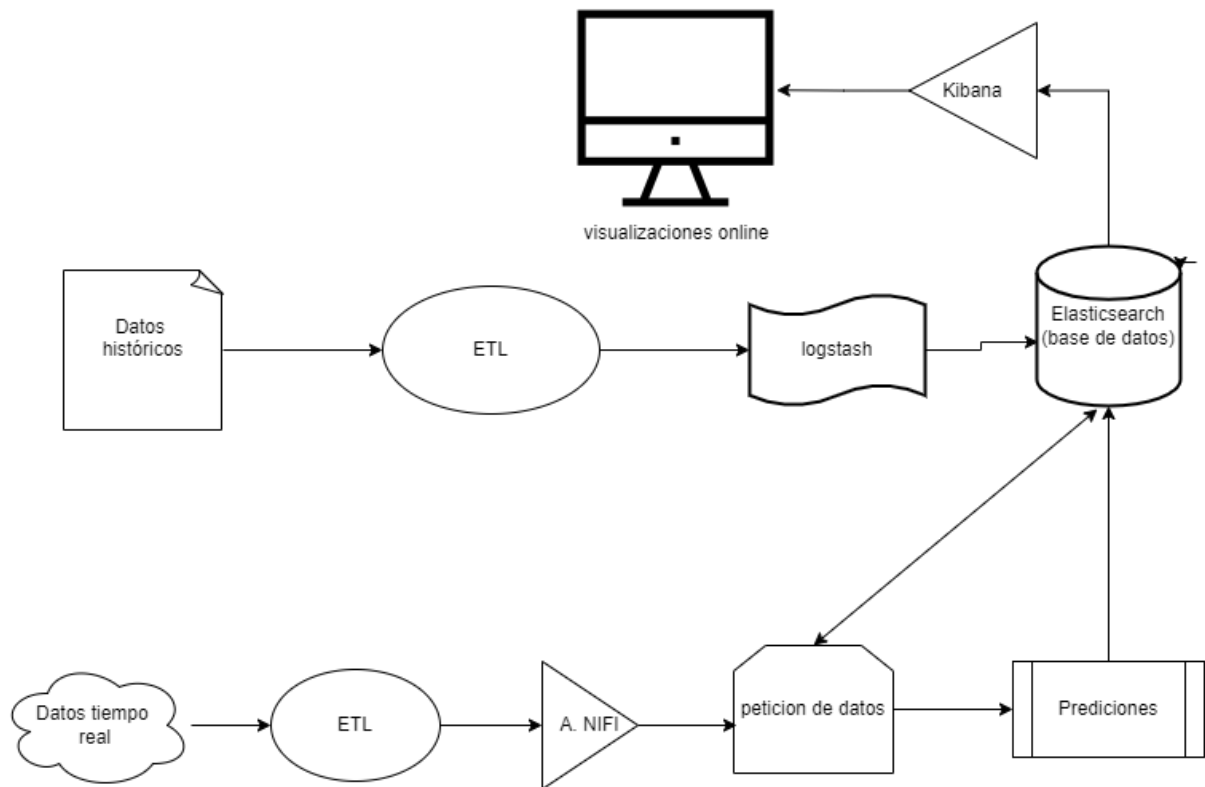 Kibana
visualizaciones online
Datos
históricos
ETL
logstash
Elasticsearch
(base de datos)
Datos tiempo
real
ETL
A. NIFI
peticion de datos
Prediciones